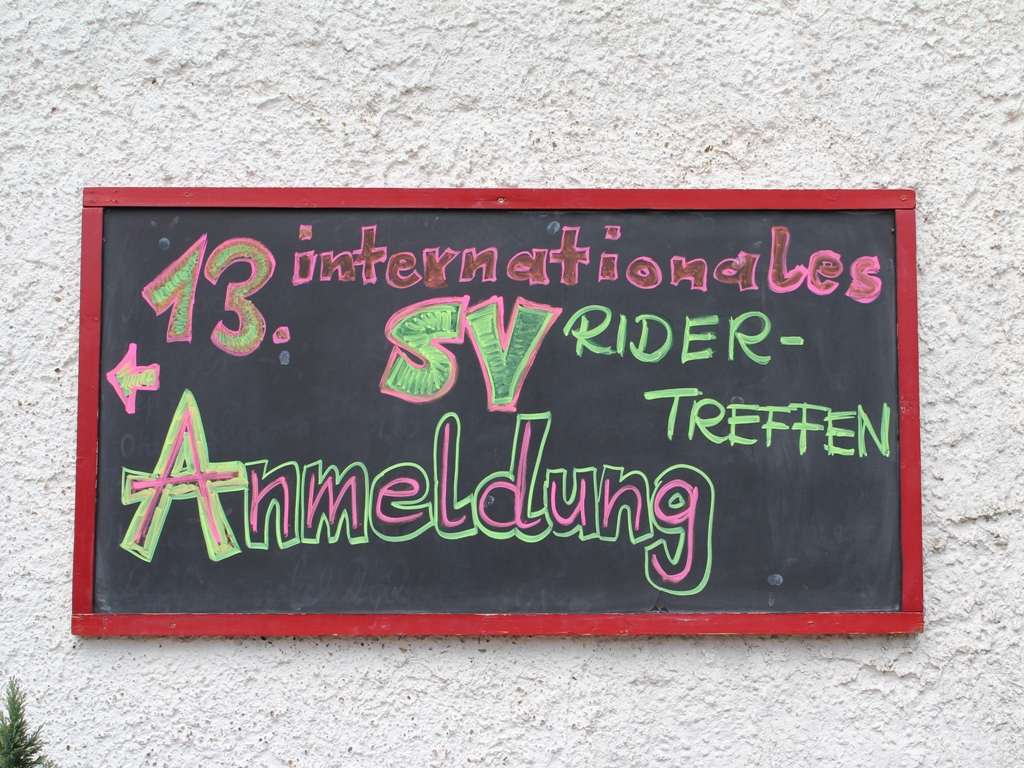 13. internationales
SV RIDER-
TREFFEN
Anmeldung